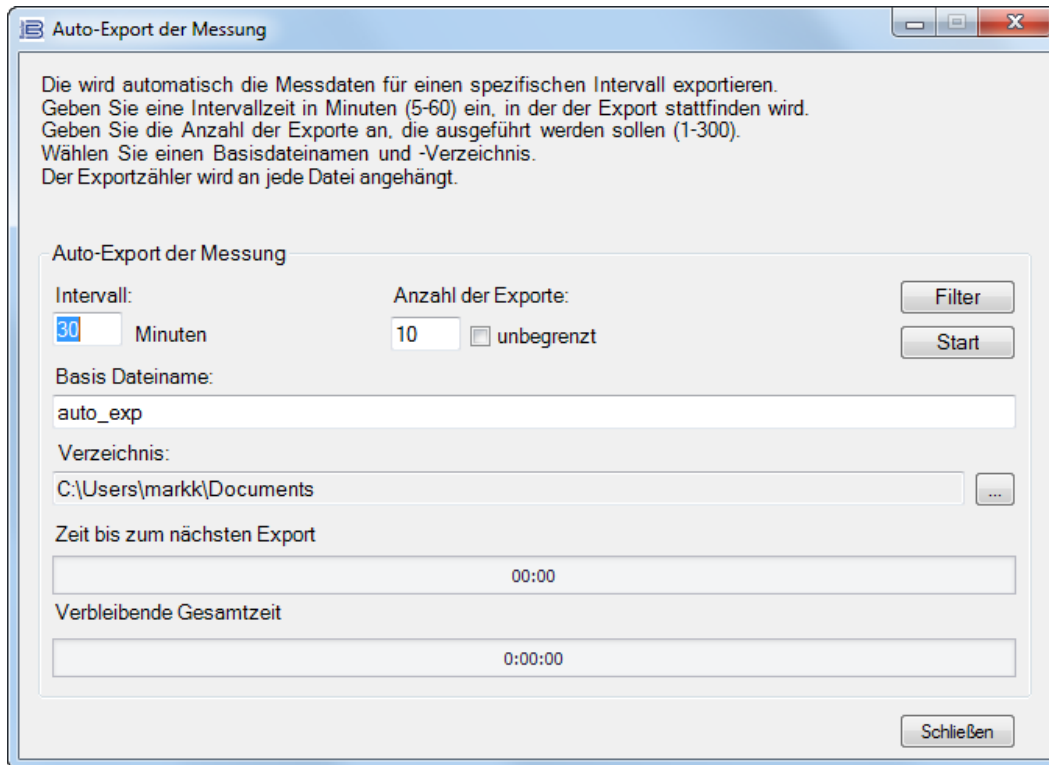 Auto-Export der Messung
Die wird automatisch die Messdaten für einen spezifischen Intervall exportieren.
Geben Sie eine Intervallzeit in Minuten (5-60) ein, in der der Export stattfinden wird.
Geben Sie die Anzahl der Exporte an, die ausgeführt werden sollen (1-300).
Wählen Sie einen Basisdateinamen und -Verzeichnis.
Der Exportzähler wird an jede Datei angehängt.
Auto-Export der Messung
Intervall: Anzahl der Exporte: Filter
30 Minuten 10 unbegrenzt Start
Basis Dateiname:
auto_exp
Verzeichnis:
C:\Users\markk\Documents ...
Zeit bis zum nächsten Export
00:00
Verbleibende Gesamtzeit
0:00:00
Schließen